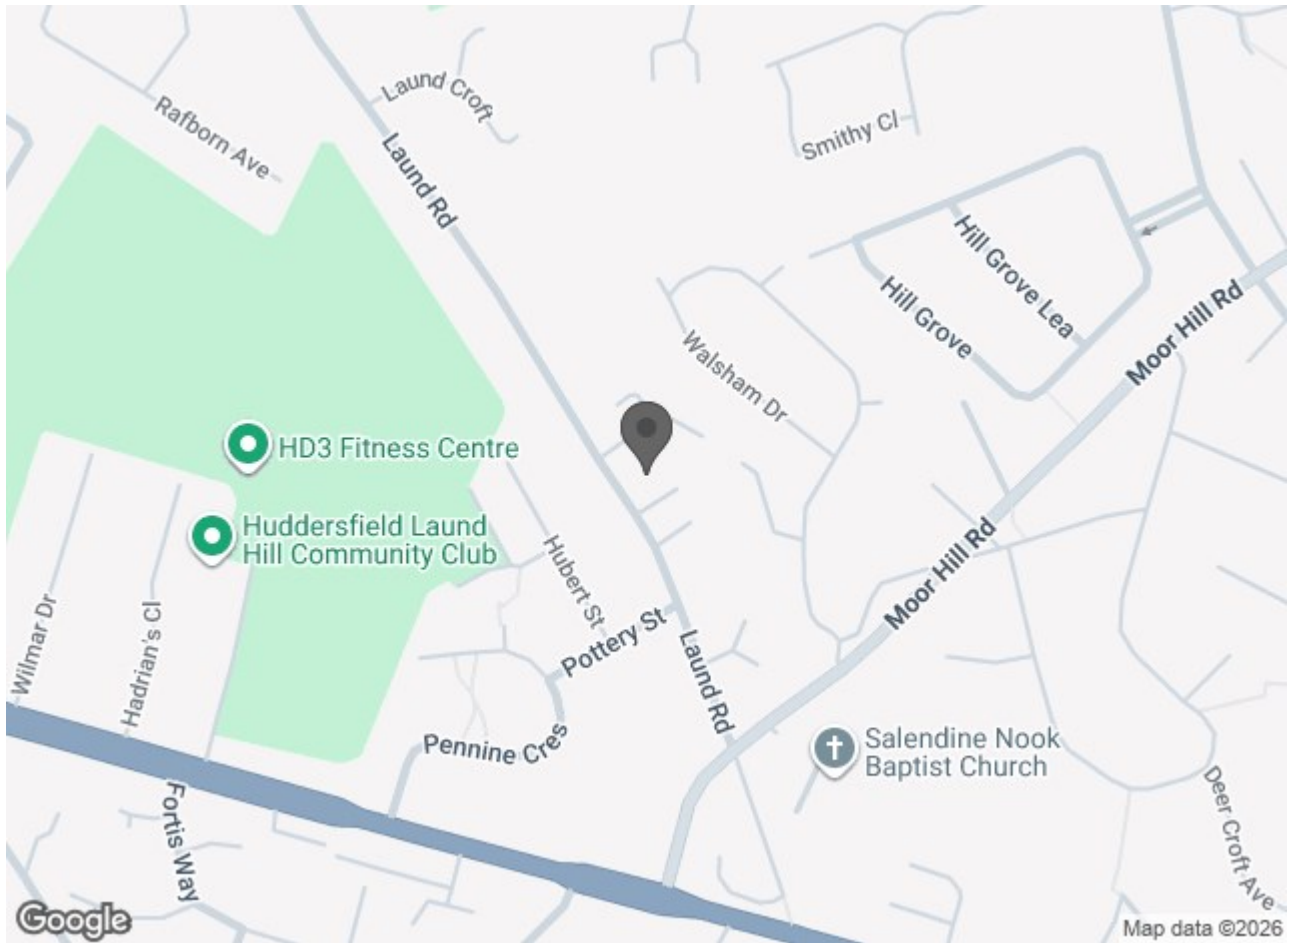 Laund Croft
Rafborn Ave
Smithy Cl
Laund Rd
Hill Grove Lea
Hill Grove
Moor Hill Rd
Walsham Dr
HD3 Fitness Centre
Huddersfield Laund
Hill Community Club
Hubert St
Moor Hill Rd
Wilmar Dr
Hadrian's Cl
Pottery St
Laund Rd
Pennine Cres
Salendine Nook
Baptist Church
Fortis Way
Deer Croft Ave
Google
Map data ©2026